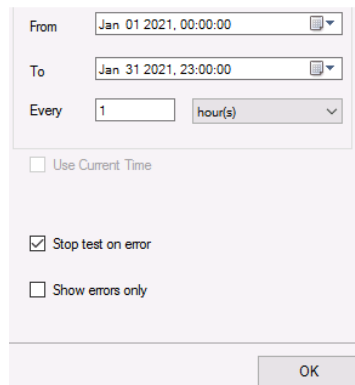 From Jan 01 2021, 00:00:00
To Jan 31 2021, 23:00:00
Every 1 hour(s)
Use Current Time
Stop test on error
Show errors only
OK